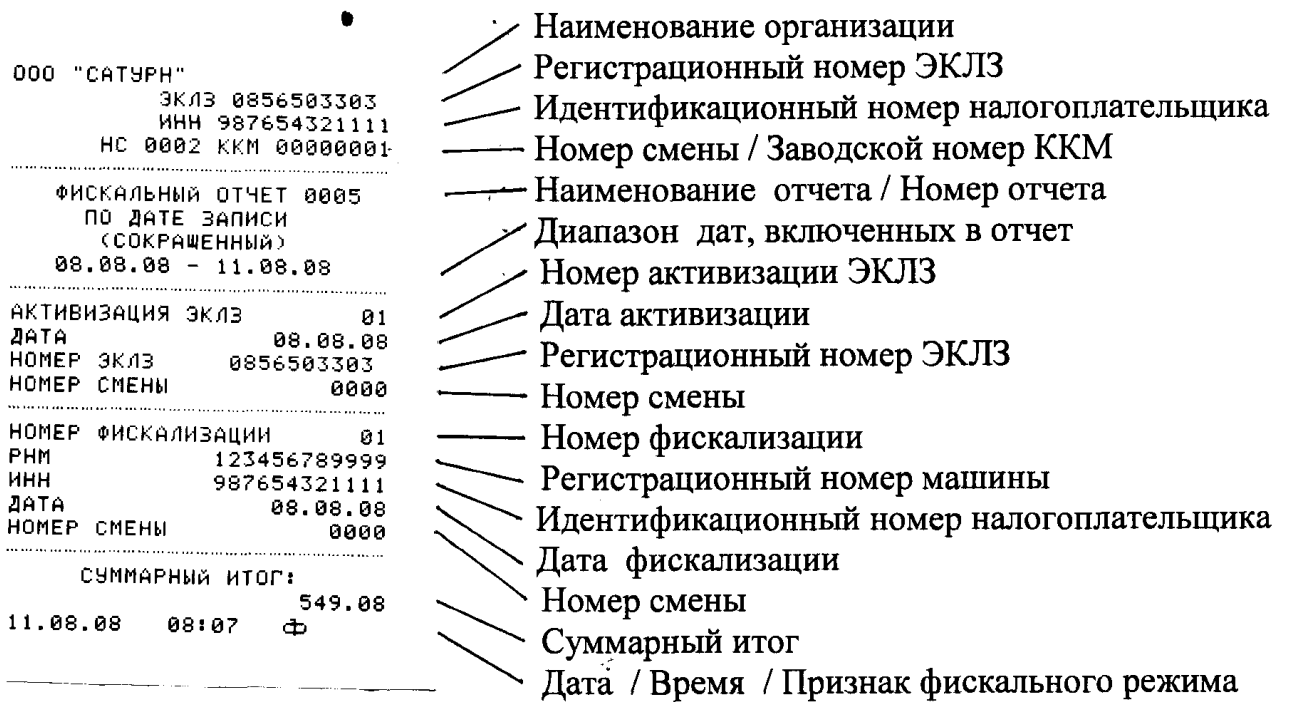 ООО "САТУРН"
ЭКЛЗ 0856503303
ИНН 987654321111
НС 0002 ККМ 00000001
ФИСКАЛЬНЫЙ ОТЧЕТ 0005
ПО ДАТЕ ЗАПИСИ
(СОКРАЩЕННЫЙ)
08.08.08 - 11.08.08
АКТИВИЗАЦИЯ ЭКЛЗ 01
ДАТА 08.08.08
НОМЕР ЭКЛЗ 0856503303
НОМЕР СМЕНЫ 0000
НОМЕР ФИСКАЛИЗАЦИИ 01
РНМ 123456789999
ИНН 987654321111
ДАТА 08.08.08
НОМЕР СМЕНЫ 0000
СУММАРНЫЙ ИТОГ:
549.08
11.08.08 08:07 Ф
Наименование организации
Регистрационный номер ЭКЛЗ
Идентификационный номер налогоплательщика
Номер смены / Заводской номер ККМ
Наименование отчета / Номер отчета
Диапазон дат, включенных в отчет
Номер активизации ЭКЛЗ
Дата активизации
Регистрационный номер ЭКЛЗ
Номер смены
Номер фискализации
Регистрационный номер машины
Идентификационный номер налогоплательщика
Дата фискализации
Номер смены
Суммарный итог
Дата / Время / Признак фискального режима